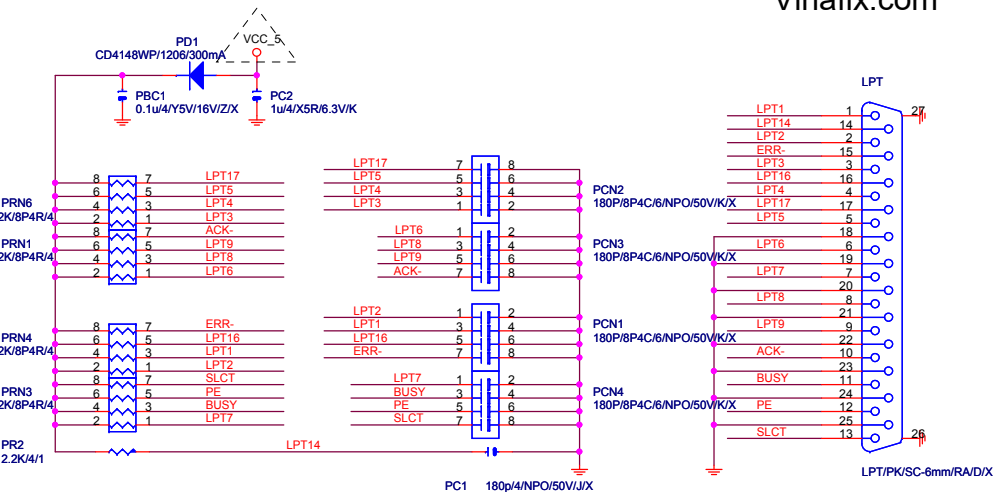 vinafix.com
VCC_5
PD1
CD4148WP/1206/300mA
PBC1
0.1u/4/Y5V/16V/Z/X
PC2
1u/4/X5R/6.3V/K
8 7 LPT17
6 5 LPT5
4 3 LPT4
2 1 LPT3
PRN6
2K/8P4R/4
8 7 ACK-
6 5 LPT9
4 3 LPT8
2 1 LPT6
PRN1
2K/8P4R/4
8 7 ERR-
6 5 LPT16
4 3 LPT1
2 1 LPT2
PRN4
2K/8P4R/4
8 7 SLCT
6 5 PE
4 3 BUSY
2 1 LPT7
PRN3
2K/8P4R/4
PR2
2.2K/4/1
LPT14
LPT17 7 8
LPT5 5 6
LPT4 3 4
LPT3 1 2
PCN2
180P/8P4C/6/NPO/50V/K/X
LPT6 1 2
LPT8 3 4
LPT9 5 6
ACK- 7 8
PCN3
180P/8P4C/6/NPO/50V/K/X
LPT2 1 2
LPT1 3 4
LPT16 5 6
ERR- 7 8
PCN1
180P/8P4C/6/NPO/50V/K/X
LPT7 1 2
BUSY 3 4
PE 5 6
SLCT 7 8
PCN4
180P/8P4C/6/NPO/50V/K/X
PC1 180p/4/NPO/50V/J/X
LPT
LPT1 1 27
LPT14 14
LPT2 2
ERR- 15
LPT3 3
LPT16 16
LPT4 4
LPT17 17
LPT5 5
18
LPT6 6
19
LPT7 7
20
LPT8 8
21
LPT9 9
22
ACK- 10
23
BUSY 11
24
PE 12
25
SLCT 13 26
LPT/PK/SC-6mm/RA/D/X